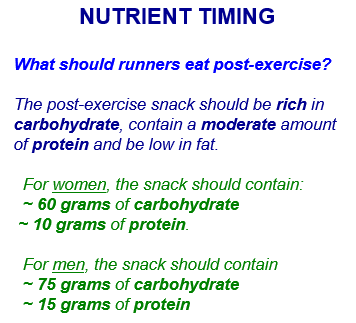 NUTRIENT TIMING
What should runners eat post-exercise?
The post-exercise snack should be rich in
carbohydrate, contain a moderate amount
of protein and be low in fat.
For women, the snack should contain:
~ 60 grams of carbohydrate
~ 10 grams of protein.
For men, the snack should contain
~ 75 grams of carbohydrate
~ 15 grams of protein